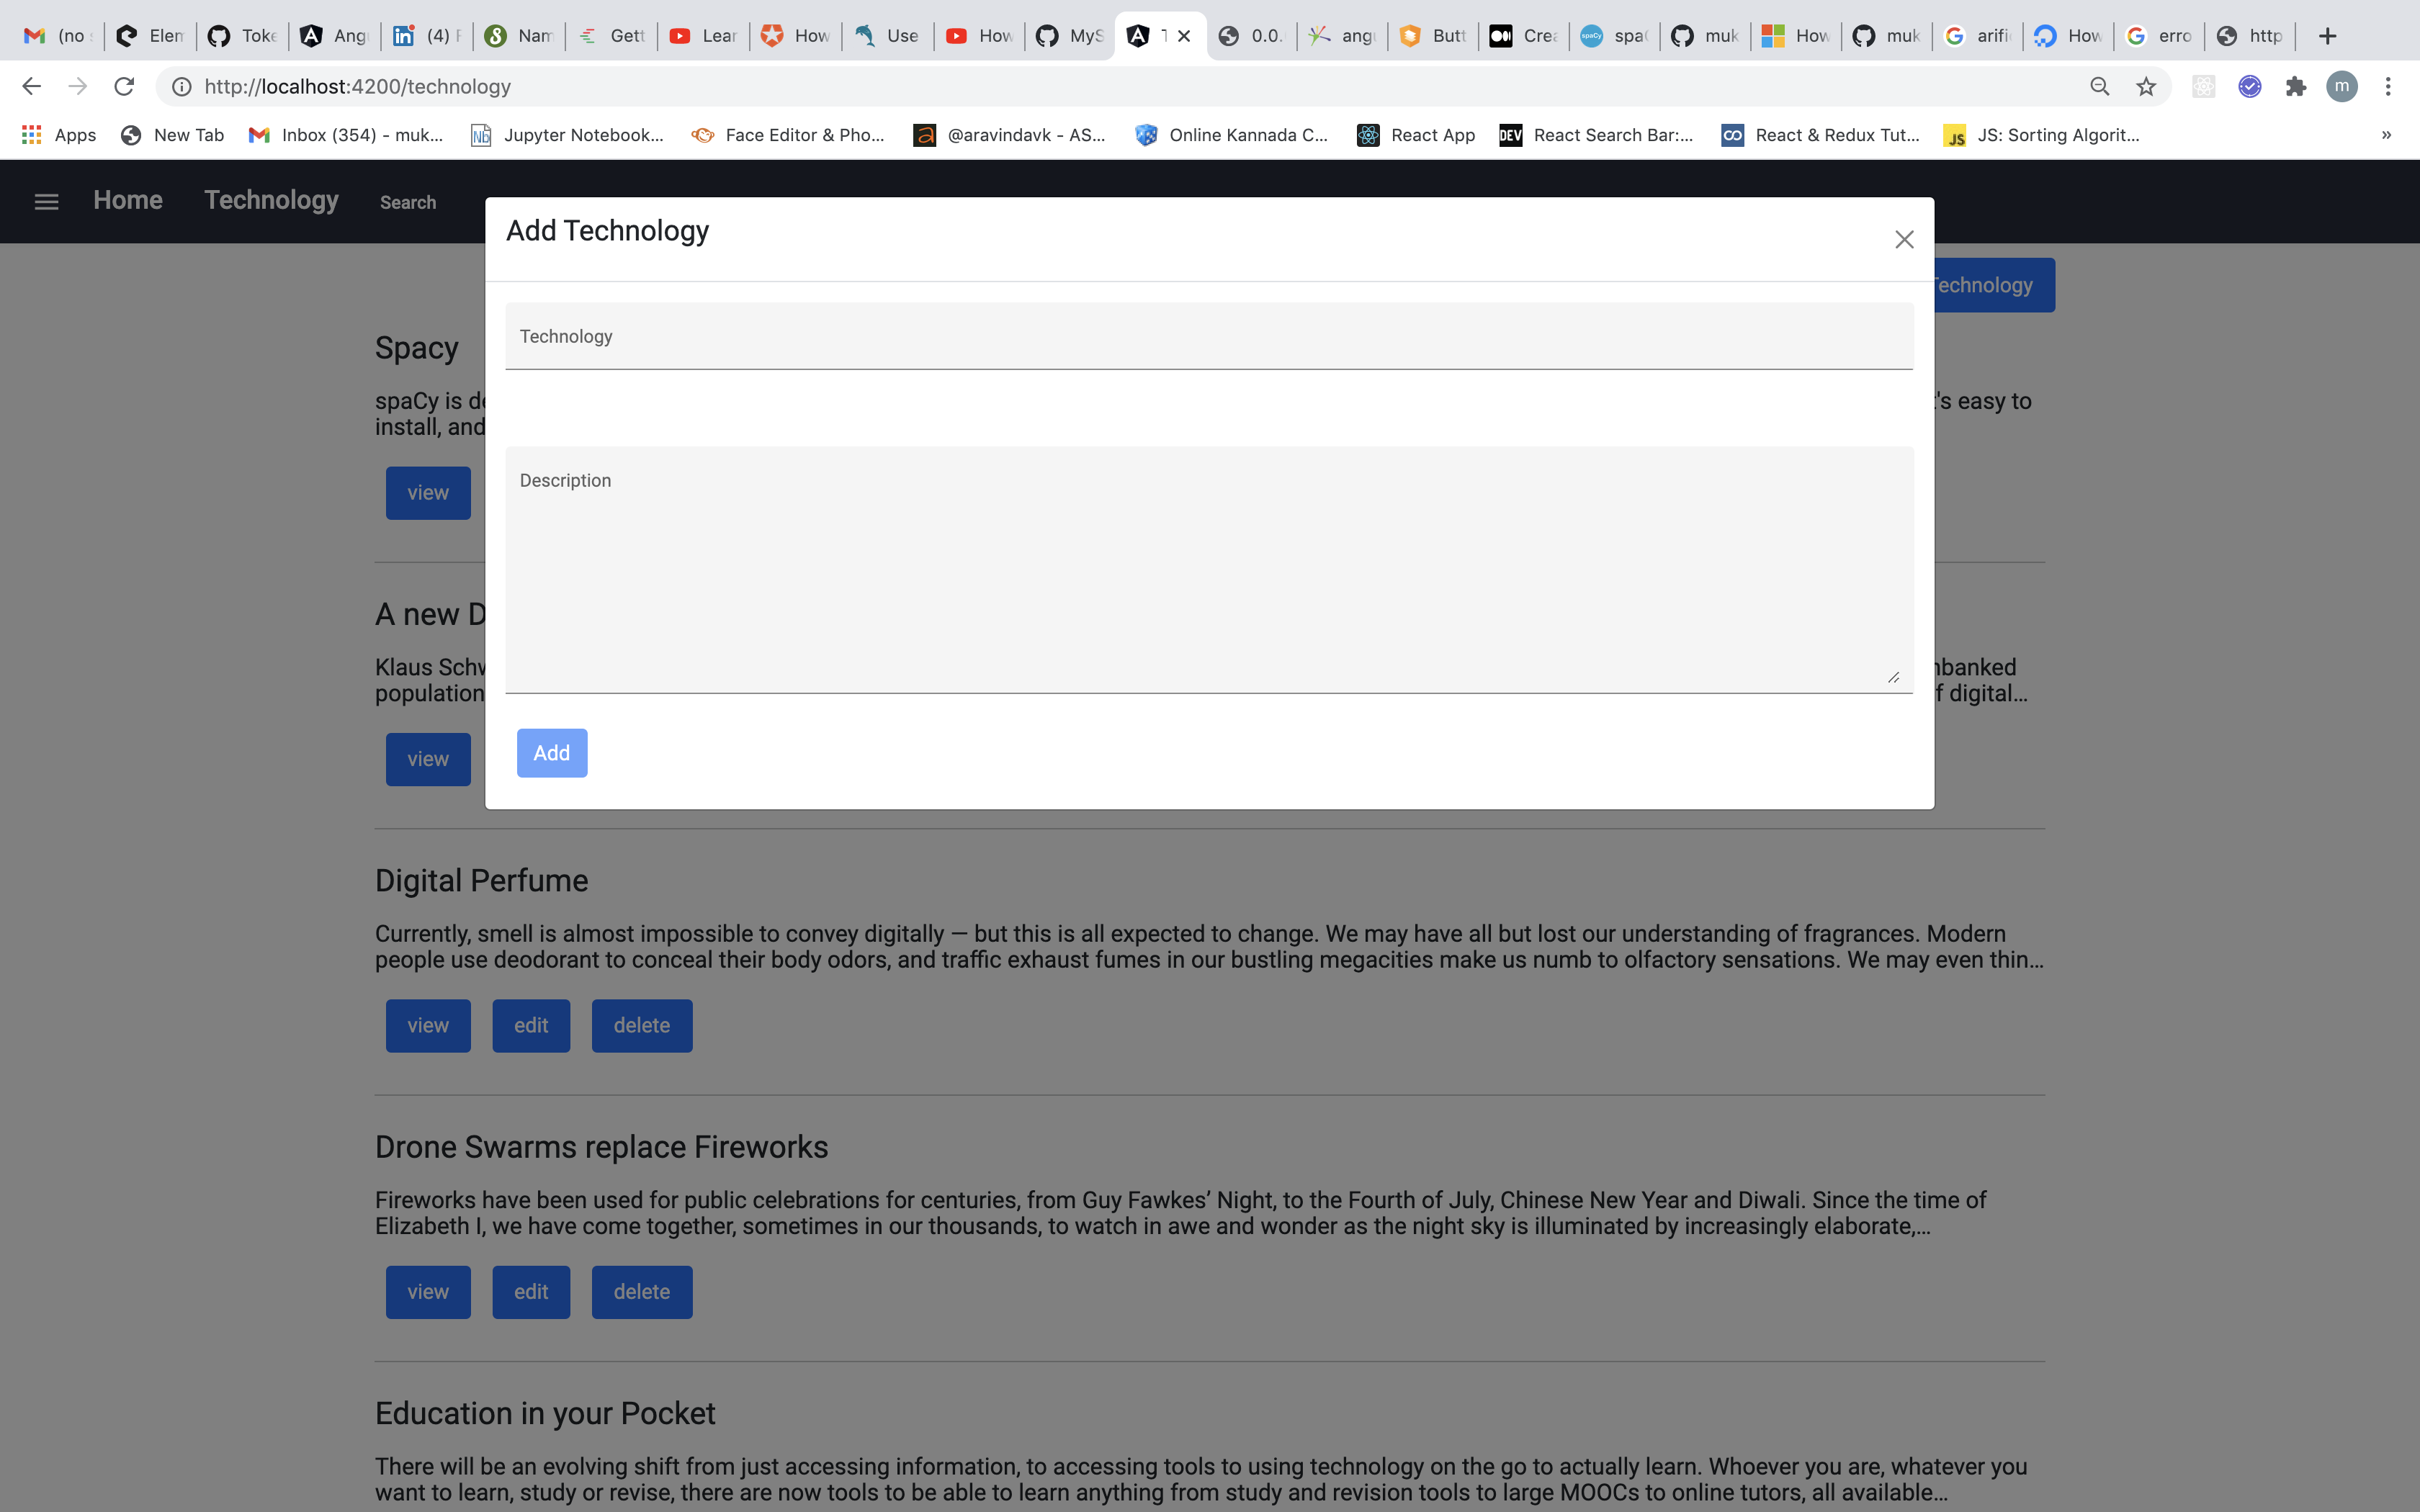 (no Elem Toke Ang (4) F Nam Gett Lear How Use How MyS 0.0. ang Butt Crea spaC muk How muk arifi How erro http
http://localhost:4200/technology
m
Apps New Tab Inbox (354) - muk... Jupyter Notebook... Face Editor & Pho... @aravindavk - AS... Online Kannada C... React App React Search Bar:... React & Redux Tut... JS: Sorting Algorit... »
Home Technology Search
Add Technology
Technology
Technology
Spacy
spaCy is de 's easy to
install, and
Description
view
A new D
Klaus Schw nbanked
population f digital...
Add
view
Digital Perfume
Currently, smell is almost impossible to convey digitally — but this is all expected to change. We may have all but lost our understanding of fragrances. Modern
people use deodorant to conceal their body odors, and traffic exhaust fumes in our bustling megacities make us numb to olfactory sensations. We may even thin...
view edit delete
Drone Swarms replace Fireworks
Fireworks have been used for public celebrations for centuries, from Guy Fawkes’ Night, to the Fourth of July, Chinese New Year and Diwali. Since the time of
Elizabeth I, we have come together, sometimes in our thousands, to watch in awe and wonder as the night sky is illuminated by increasingly elaborate,...
view edit delete
Education in your Pocket
There will be an evolving shift from just accessing information, to accessing tools to using technology on the go to actually learn. Whoever you are, whatever you
want to learn, study or revise, there are now tools to be able to learn anything from study and revision tools to large MOOCs to online tutors, all available...